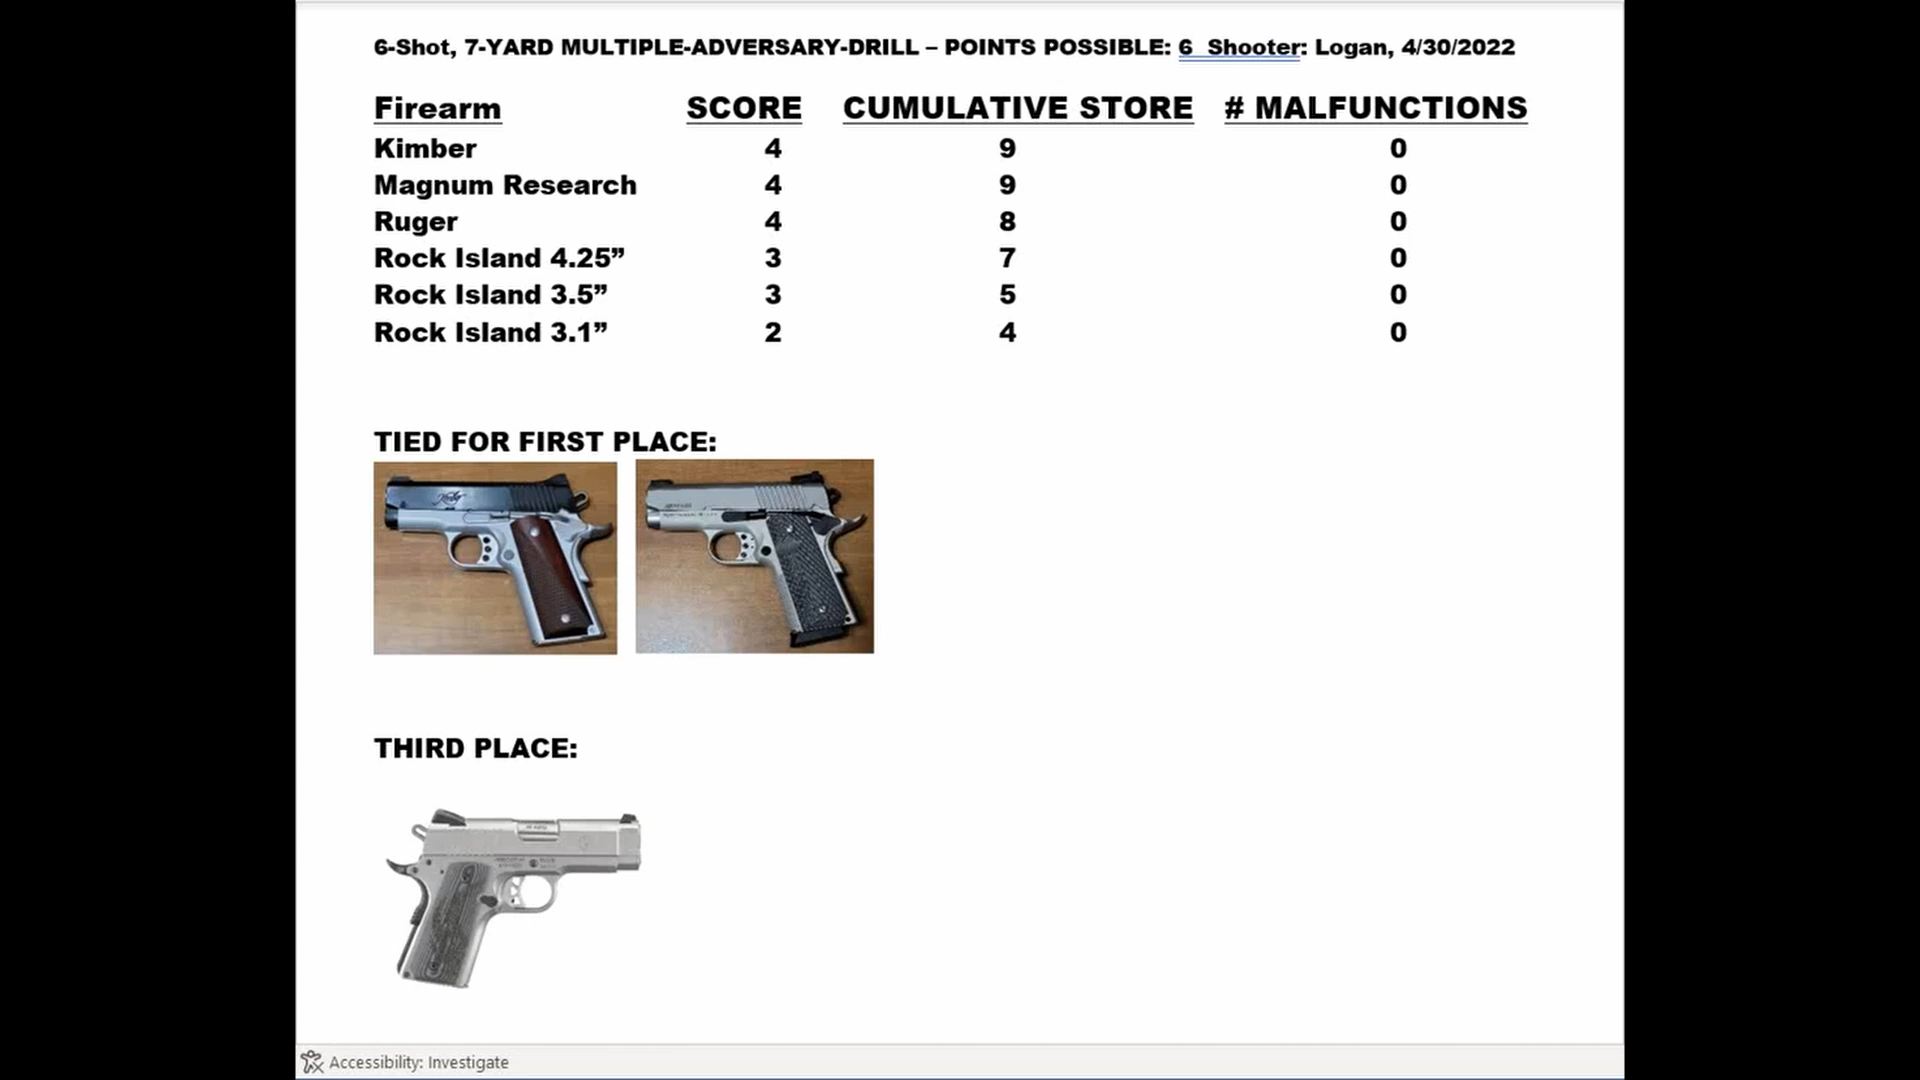 6-Shot, 7-YARD MULTIPLE-ADVERSARY-DRILL – POINTS POSSIBLE: 6 Shooter: Logan, 4/30/2022
Firearm SCORE CUMULATIVE STORE # MALFUNCTIONS
Kimber 4 9 0
Magnum Research 4 9 0
Ruger 4 8 0
Rock Island 4.25” 3 7 0
Rock Island 3.5” 3 5 0
Rock Island 3.1” 2 4 0
TIED FOR FIRST PLACE:
Kimber
THIRD PLACE:
Accessibility: Investigate